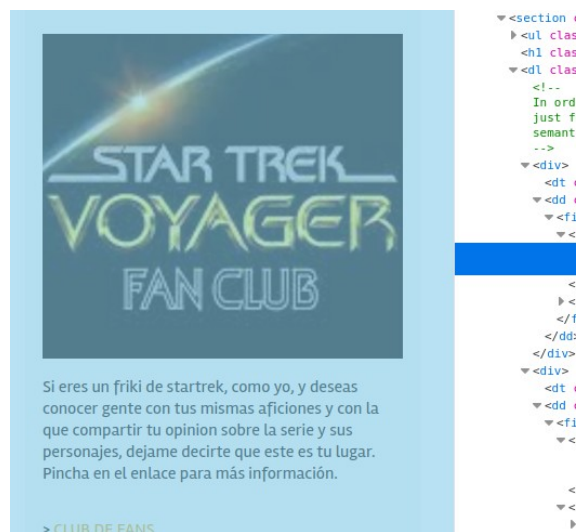 STAR TREK
VOYAGER
FAN CLUB
Si eres un friki de startrek, como yo, y deseas
conocer gente con tus mismas aficiones y con la
que compartir tu opinion sobre la serie y sus
personajes, dejame decirte que este es tu lugar.
Pincha en el enlace para más información.
> CLUB DE FANS
<section
<ul clas
<h1 clas
<dl clas
<!--
In ord
just f
semant
-->
<div>
<dt
<dd
<fi
<
<
<
</f
</dd>
</div>
<div>
<dt
<dd
<fi
<
<
<